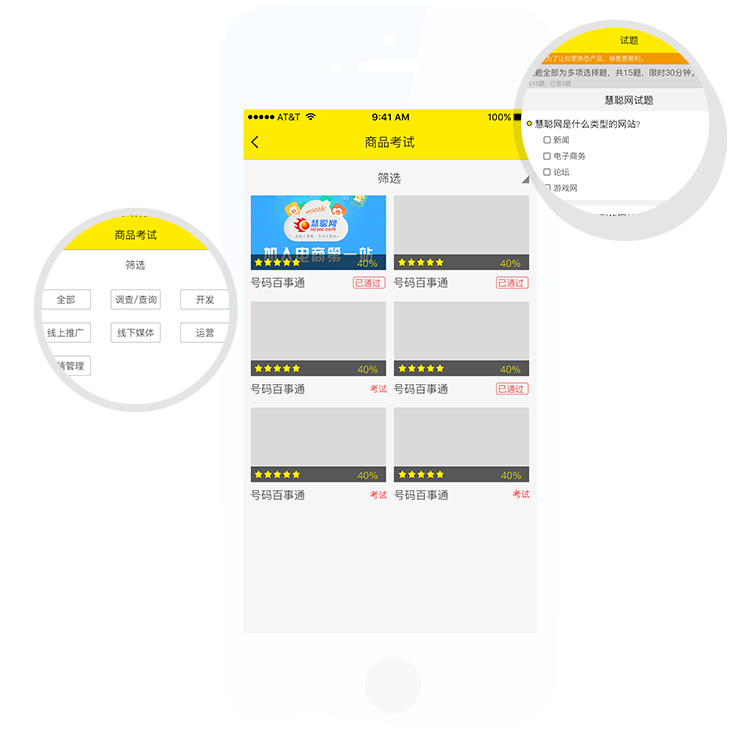 AT&T 9:41 AM 100%
商品考试
筛选
慧聪网
hc360.com
加入电商第一站
40%
40%
号码百事通 已通过
号码百事通 已通过
40%
40%
号码百事通 考试
号码百事通 已通过
40%
40%
号码百事通 考试
号码百事通 考试
商品考试
筛选
全部 调查/查询 开发
线上推广 线下媒体 运营
管理
试题
为了让你更熟悉产品，销售更顺利。
题全部为多项选择题，共15题，限时30分钟。
共15题，已答2题
慧聪网试题
慧聪网是什么类型的网站?
新闻
电子商务
论坛
游戏网